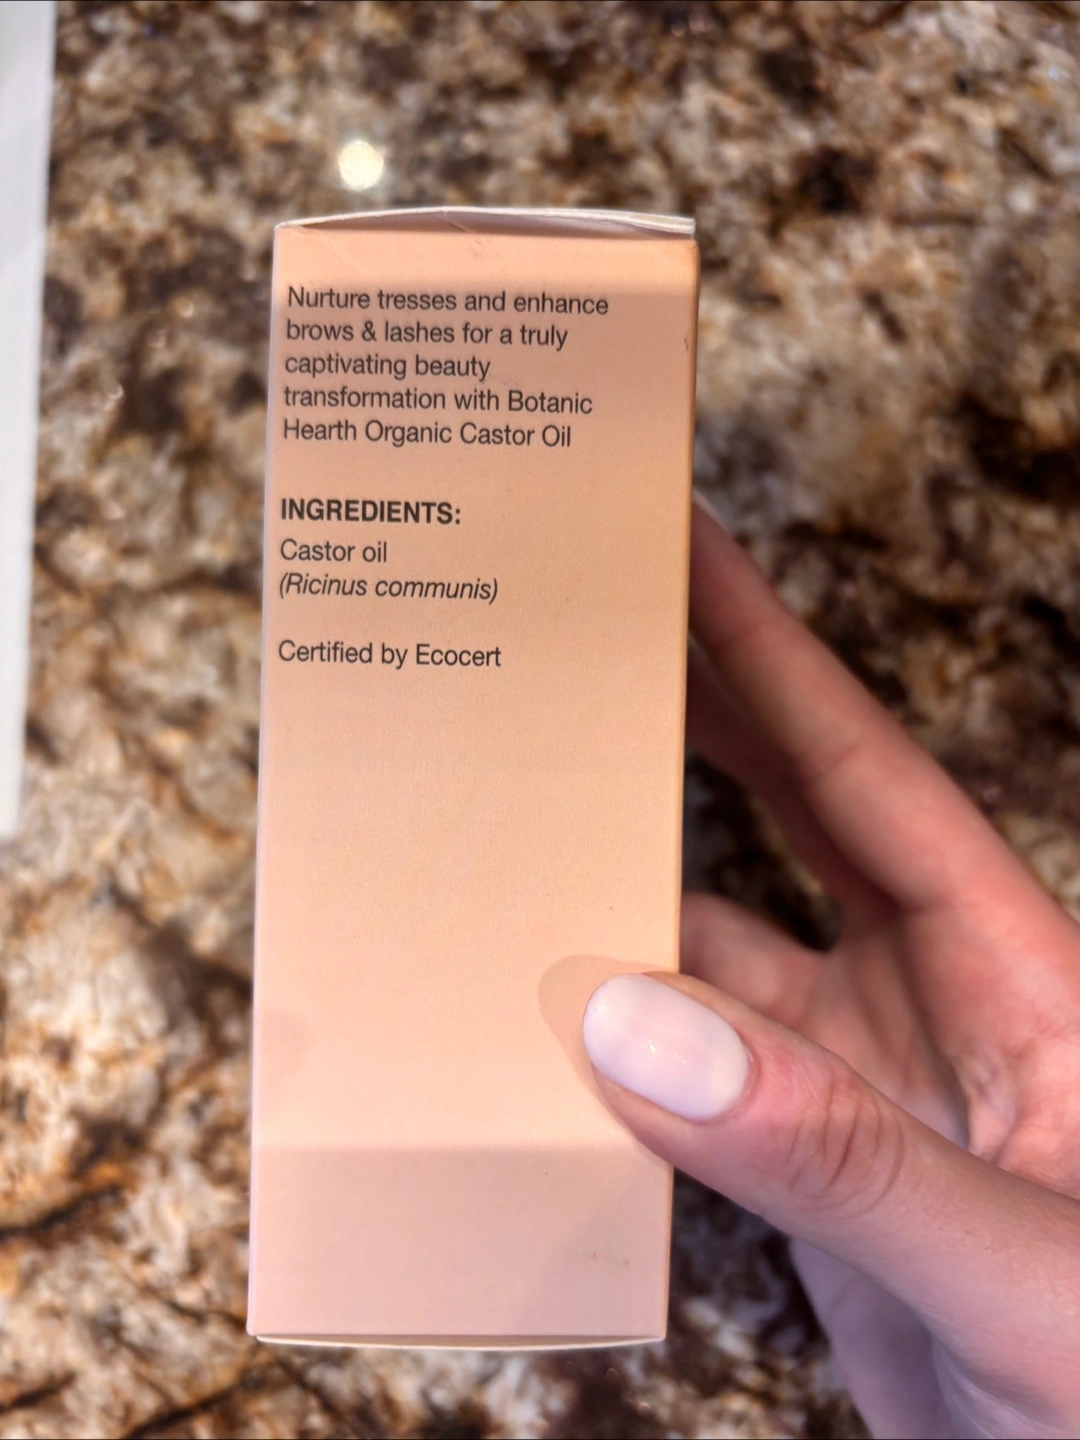 Nurture tresses and enhance
brows & lashes for a truly
captivating beauty
transformation with Botanic
Hearth Organic Castor Oil
INGREDIENTS:
Castor oil
(Ricinus communis)
Certified by Ecocert